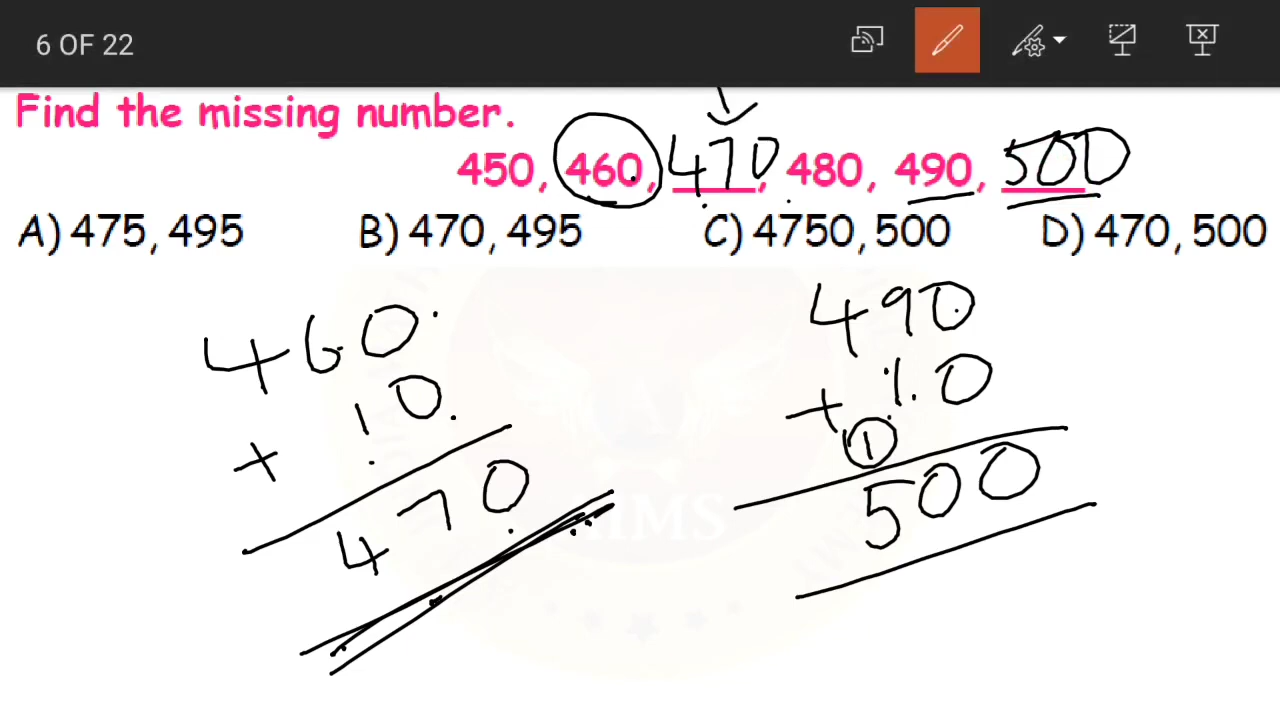 6 OF 22
Find the missing number.
450, 460, 470, 480, 490, 500
A) 475, 495 B) 470, 495 C) 4750, 500 D) 470, 500
460 490
+ 10 + 10
1
470 500
HMS